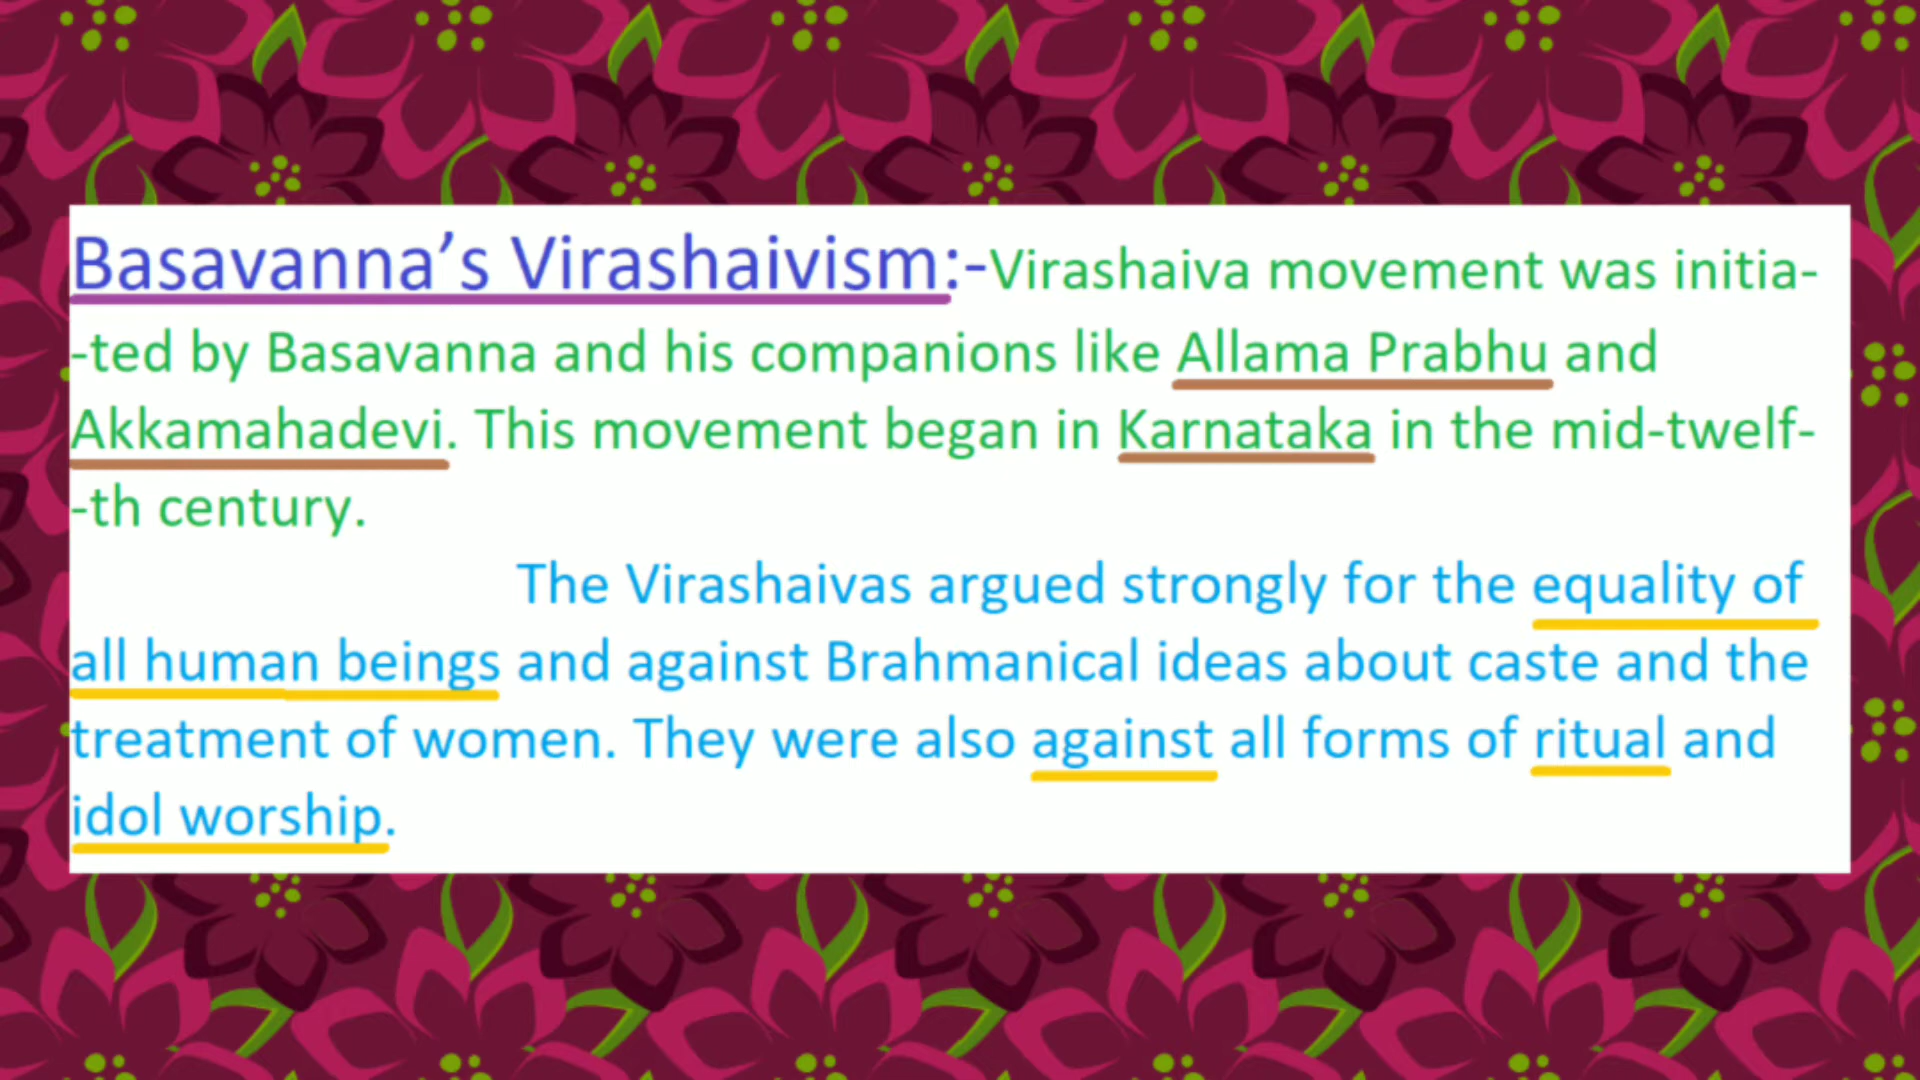 Basavanna’s Virashaivism:-Virashaiva movement was initia-
-ted by Basavanna and his companions like Allama Prabhu and
Akkamahadevi. This movement began in Karnataka in the mid-twelf-
-th century.
The Virashaivas argued strongly for the equality of
all human beings and against Brahmanical ideas about caste and the
treatment of women. They were also against all forms of ritual and
idol worship.